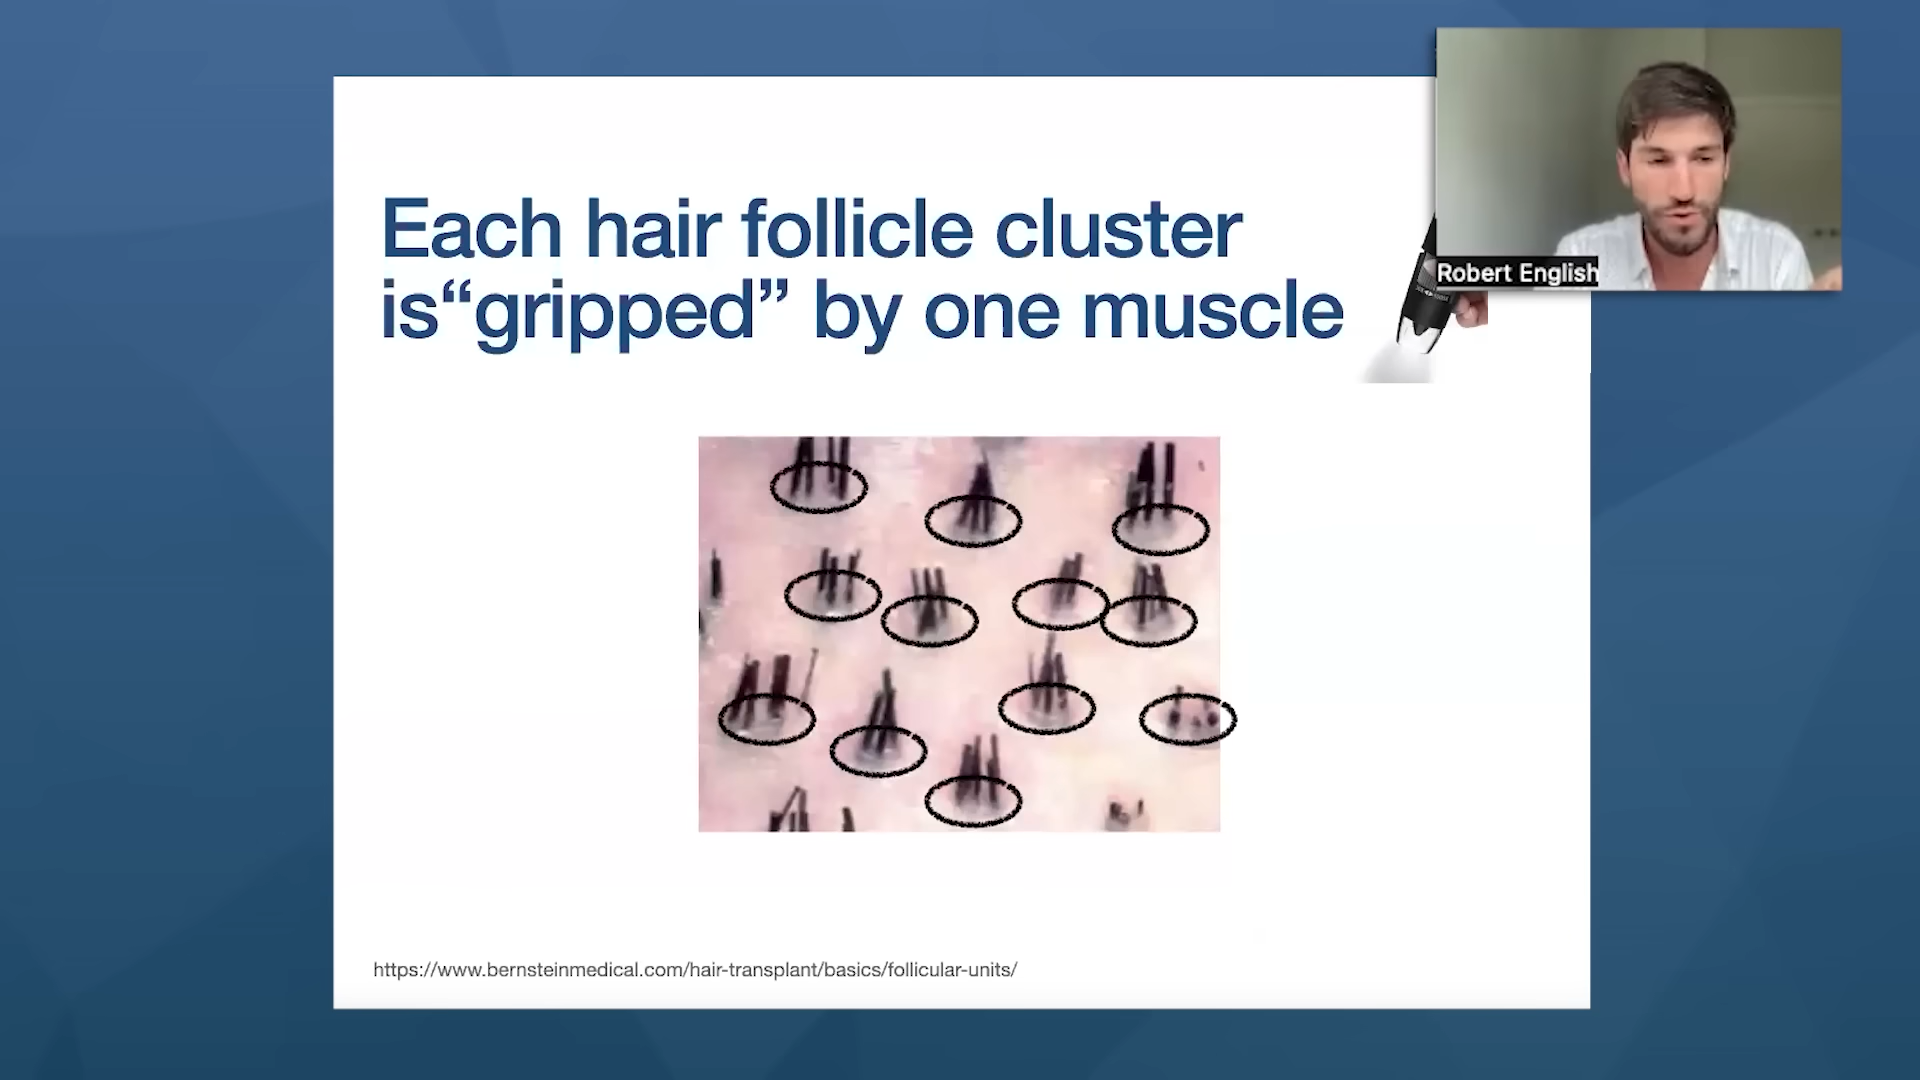 Each hair follicle cluster
is“gripped” by one muscle
Robert English
https://www.bernsteinmedical.com/hair-transplant/basics/follicular-units/